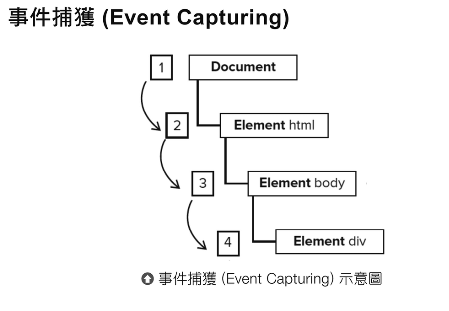 事件捕獲 (Event Capturing)
1 Document
2 Element html
3 Element body
4 Element div
事件捕獲 (Event Capturing) 示意圖